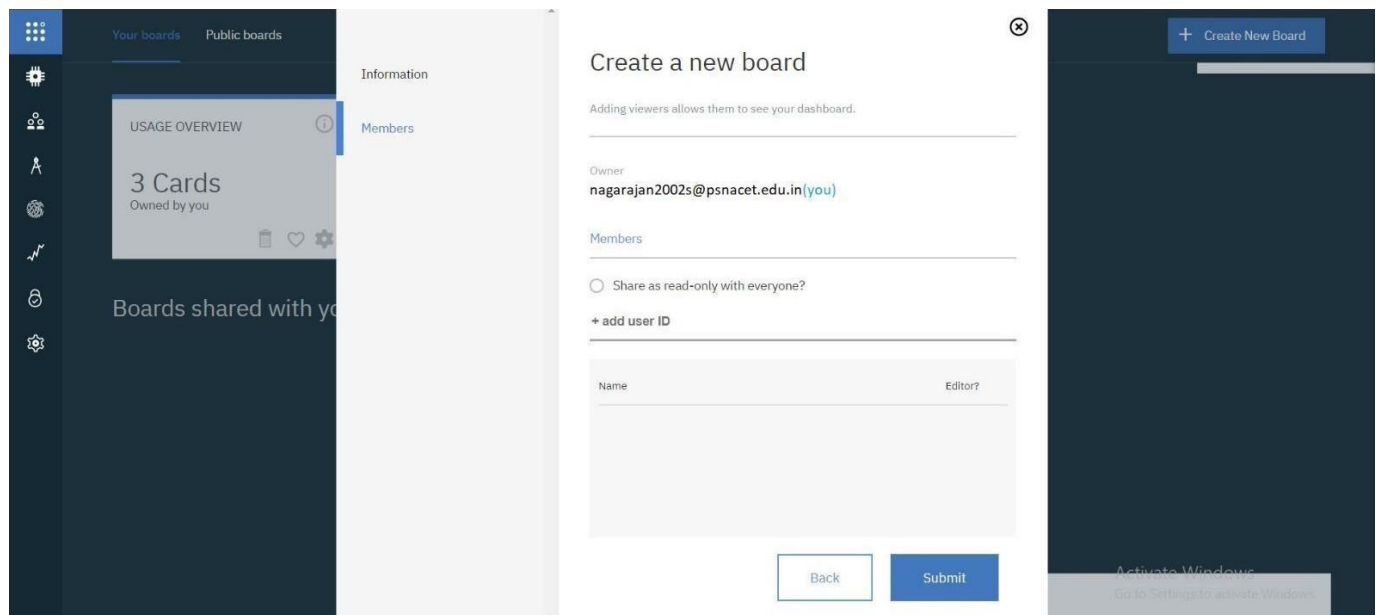 Your boards Public boards
USAGE OVERVIEW
3 Cards
Owned by you
Boards shared with yo
Information
Members
Create a new board
Adding viewers allows them to see your dashboard.
Owner
nagarajan2002s@psnacet.edu.in(you)
Members
Share as read-only with everyone?
+ add user ID
Name Editor?
Back Submit
+ Create New Board
Activate Windows
Go to Settings to activate Windows.